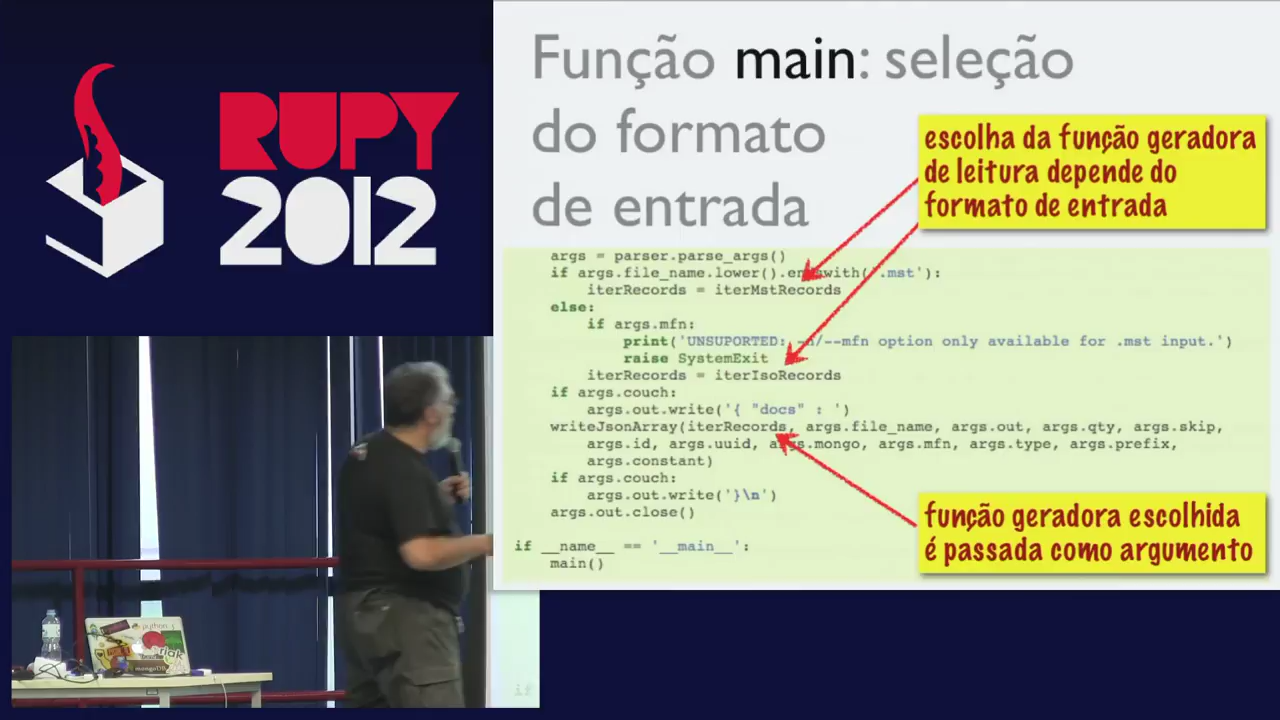 RUPY
2012
Função main: seleção
do formato
de entrada
escolha da função geradora
de leitura depende do
formato de entrada
args = parser.parse_args()
if args.file_name.lower().endswith('.mst'):
iterRecords = iterMstRecords
else:
if args.mfn:
print('UNSUPORTED: -n/--mfn option only available for .mst input.')
raise SystemExit
iterRecords = iterIsoRecords
if args.couch:
args.out.write('{ "docs" : ')
writeJsonArray(iterRecords, args.file_name, args.out, args.qty, args.skip,
args.id, args.uuid, args.mongo, args.mfn, args.type, args.prefix,
args.constant)
if args.couch:
args.out.write('}\n')
args.out.close()
if __name__ == '__main__':
main()
função geradora escolhida
é passada como argumento
python
riak
mongoDB
if